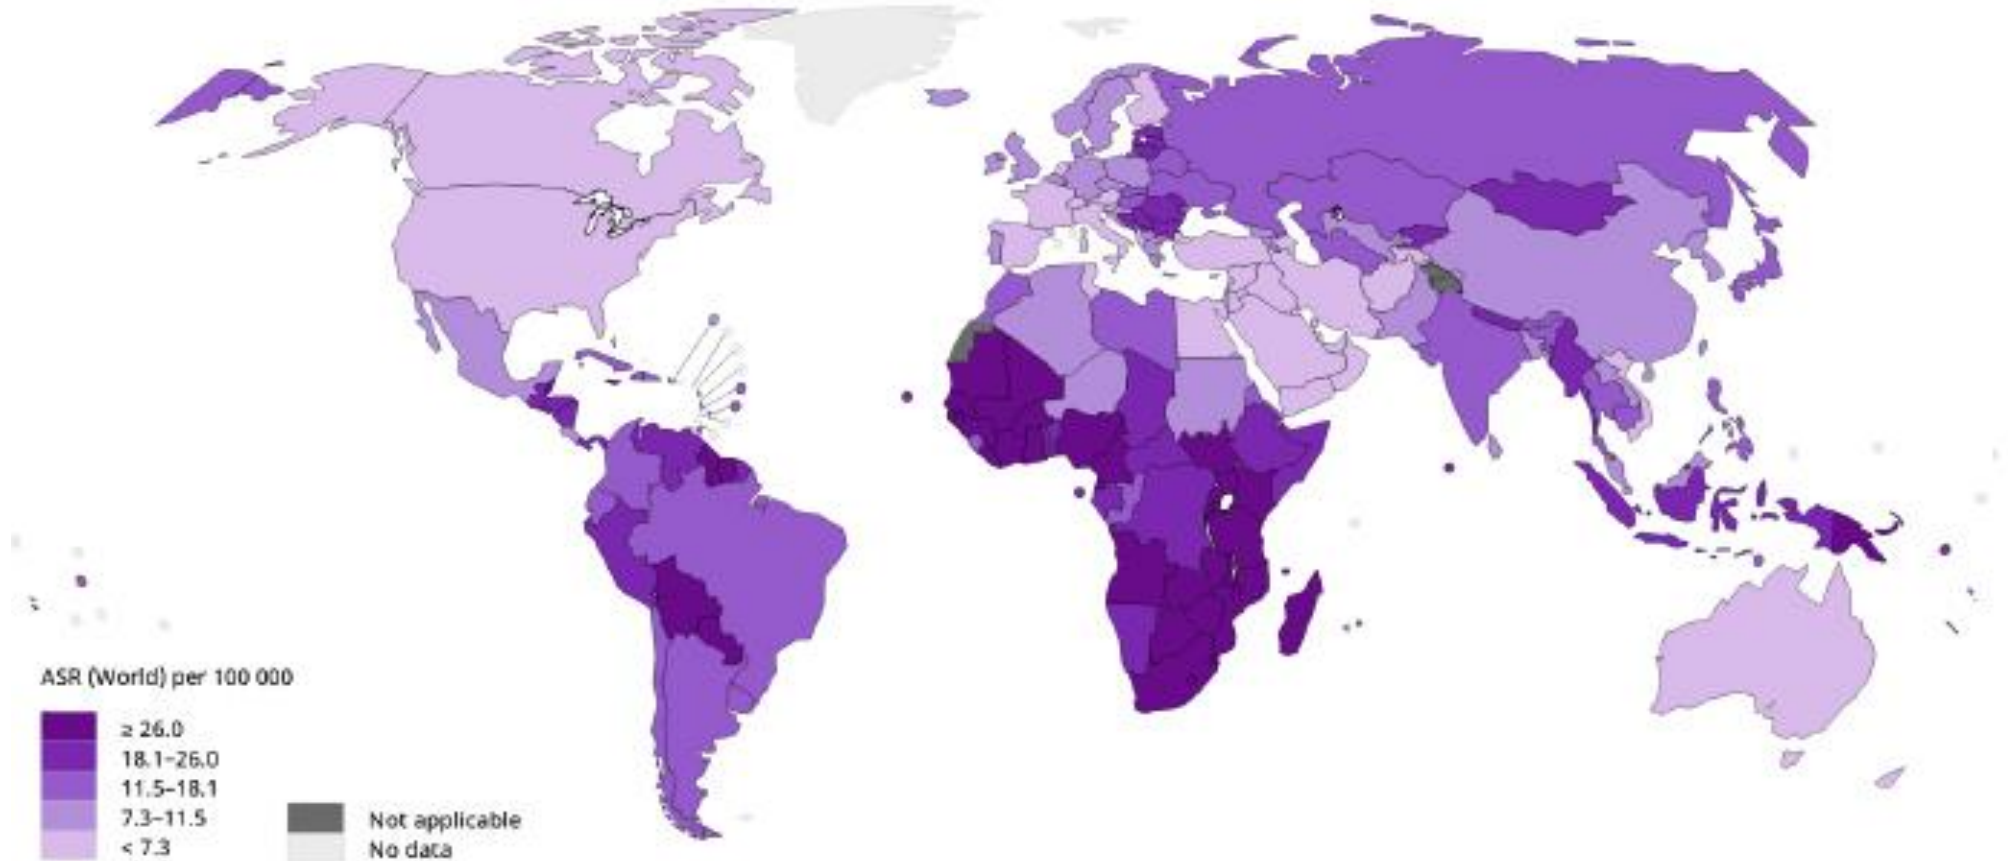 ASR (World) per 100 000
≥ 26.0
18.1–26.0
11.5–18.1
7.3–11.5
< 7.3
Not applicable
No data